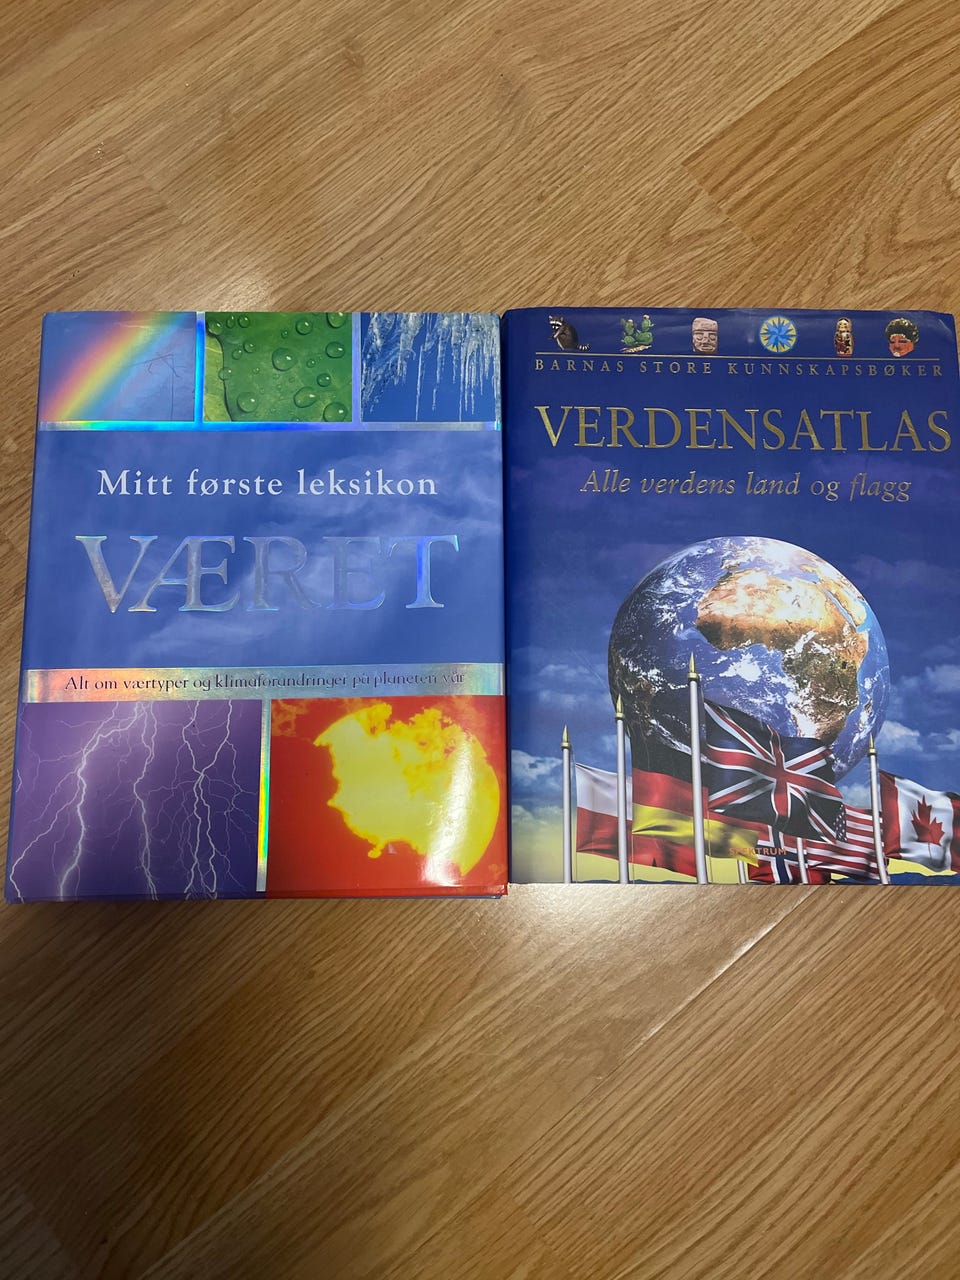 Mitt første leksikon
VÆRET
Alt om værtyper og klimaforandringer på planeten vår
BARNAS STORE KUNNSKAPSBØKER
VERDENSATLAS
Alle verdens land og flagg
SPEKTRUM